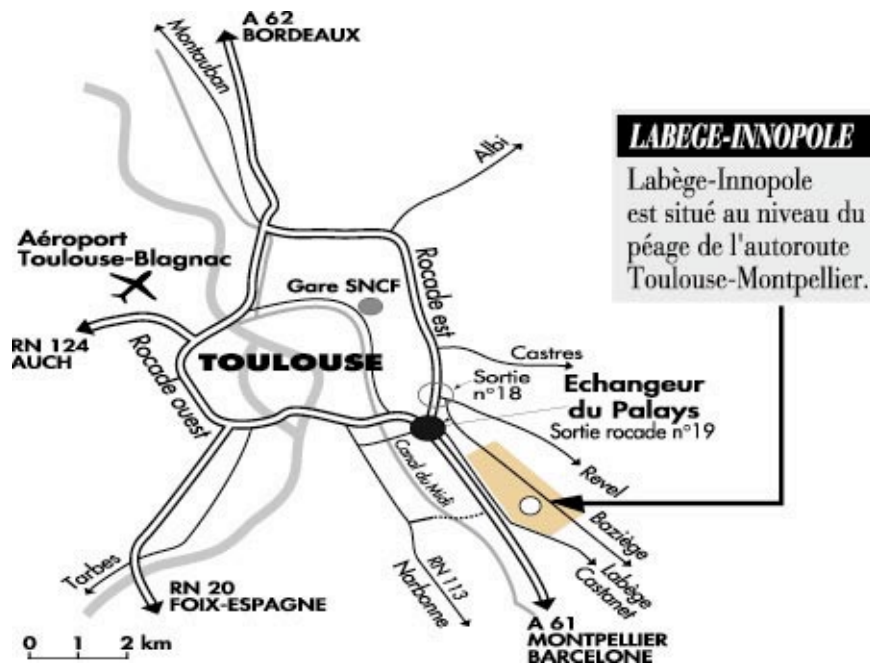 A 62
BORDEAUX
Montauban
Albi
LABEGE-INNOPOLE
Labège-Innopole
est situé au niveau du
péage de l'autoroute
Toulouse-Montpellier.
Aéroport
Toulouse-Blagnac
Gare SNCF
Rocade est
RN 124
AUCH
TOULOUSE
Rocade ouest
Castres
Sortie
n°18
Echangeur
du Palays
Sortie rocade n°19
Canal du Midi
Revel
Baziège
Labège
Castanet
Tarbes
RN 20
FOIX-ESPAGNE
RN 113
Narbonne
A 61
MONTPELLIER
BARCELONE
0 1 2 km